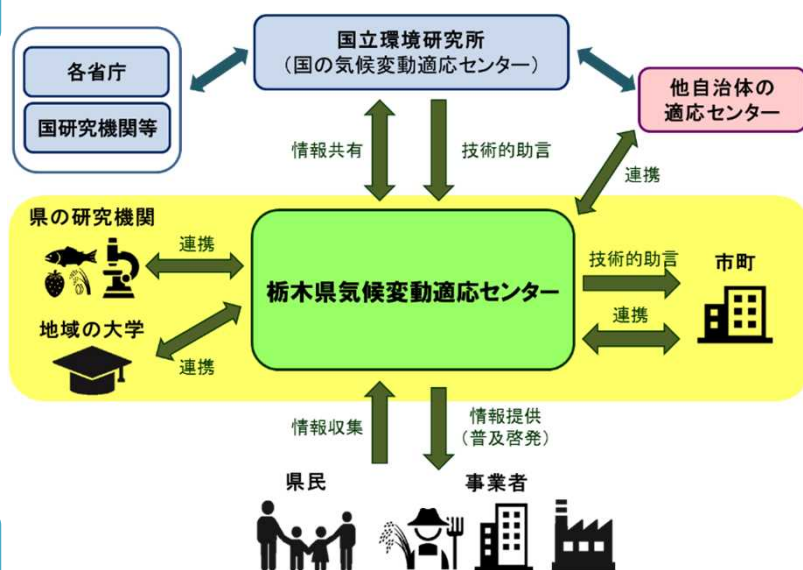 国立環境研究所
(国の気候変動適応センター)
各省庁
国研究機関等
他自治体の
適応センター
情報共有
技術的助言
連携
県の研究機関
連携
栃木県気候変動適応センター
技術的助言
市町
連携
地域の大学
連携
情報収集
情報提供
(普及啓発)
県民
事業者